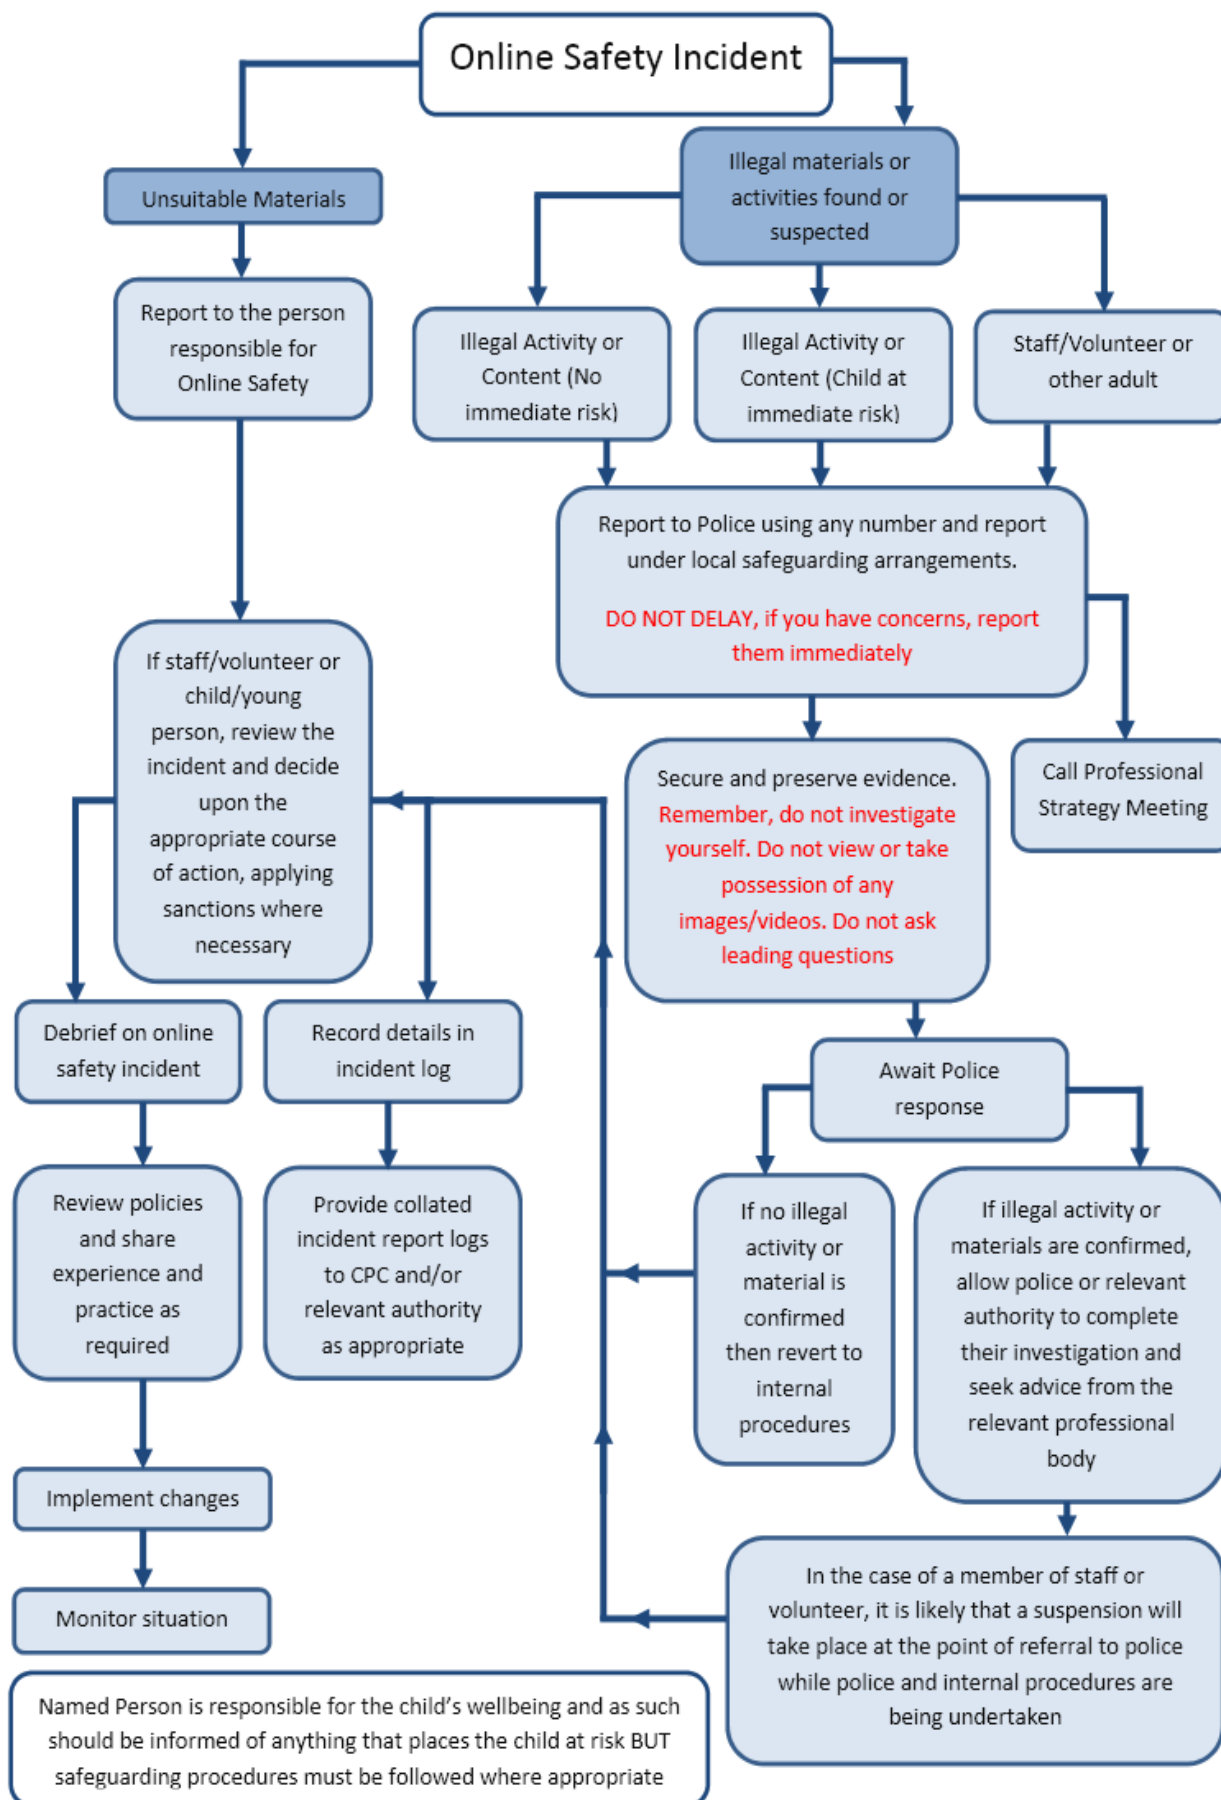 Online Safety Incident
Unsuitable Materials
Illegal materials or
activities found or
suspected
Report to the person
responsible for
Online Safety
Illegal Activity or
Content (No
immediate risk)
Illegal Activity or
Content (Child at
immediate risk)
Staff/Volunteer or
other adult
Report to Police using any number and report
under local safeguarding arrangements.
DO NOT DELAY, if you have concerns, report
them immediately
If staff/volunteer or
child/young
person, review the
incident and decide
upon the
appropriate course
of action, applying
sanctions where
necessary
Secure and preserve evidence.
Remember, do not investigate
yourself. Do not view or take
possession of any
images/videos. Do not ask
leading questions
Call Professional
Strategy Meeting
Debrief on online
safety incident
Record details in
incident log
Await Police
response
Review policies
and share
experience and
practice as
required
Provide collated
incident report logs
to CPC and/or
relevant authority
as appropriate
If no illegal
activity or
material is
confirmed
then revert to
internal
procedures
If illegal activity or
materials are confirmed,
allow police or relevant
authority to complete
their investigation and
seek advice from the
relevant professional
body
Implement changes
Monitor situation
In the case of a member of staff or
volunteer, it is likely that a suspension will
take place at the point of referral to police
while police and internal procedures are
being undertaken
Named Person is responsible for the child's wellbeing and as such
should be informed of anything that places the child at risk BUT
safeguarding procedures must be followed where appropriate